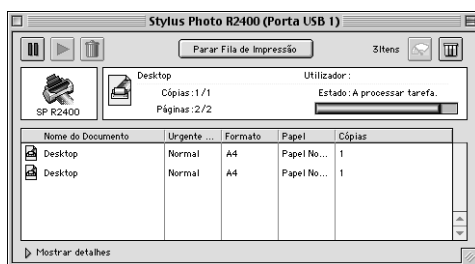 Stylus Photo R2400 (Porta USB 1)
Parar Fila de Impressão
3Itens
SP R2400
Desktop
Utilizador:
Cópias:1/1
Estado:A processar tarefa.
Páginas:2/2
Nome do Documento Urgente ... Formato Papel Cópias
Desktop Normal A4 Papel No... 1
Desktop Normal A4 Papel No... 1
Mostrar detalhes